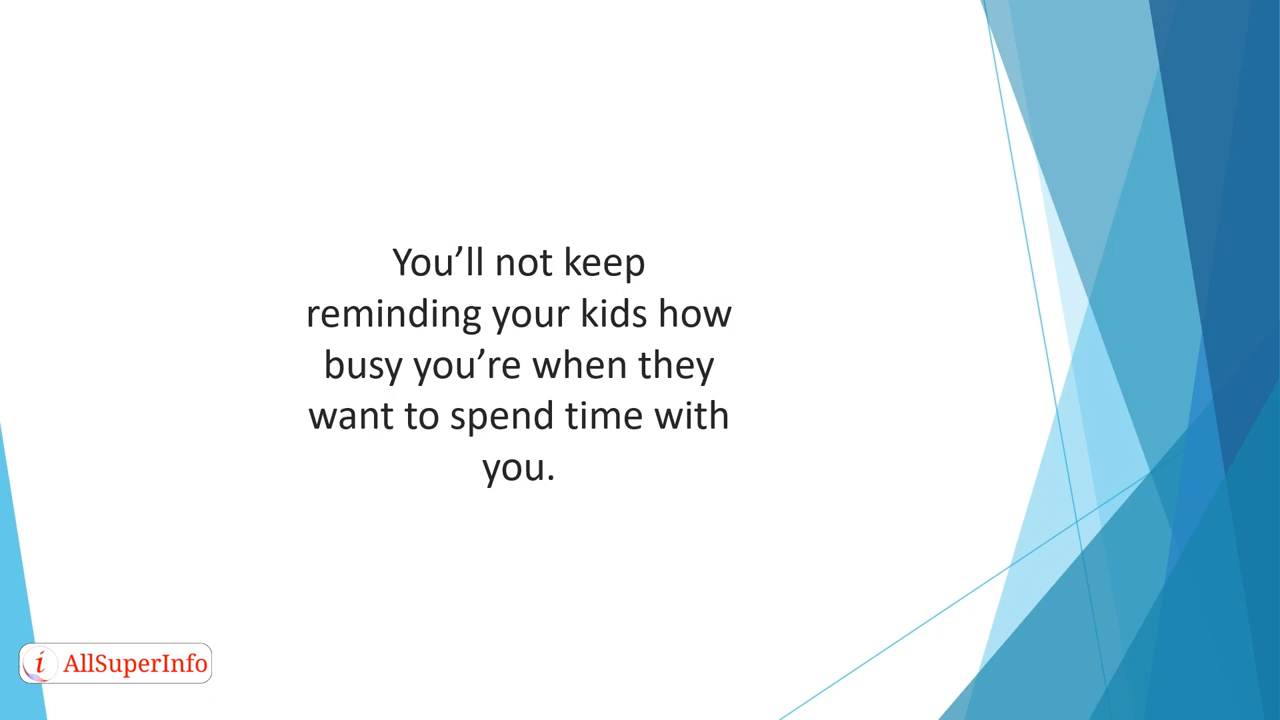 You’ll not keep
reminding your kids how
busy you’re when they
want to spend time with
you.
i AllSuperInfo